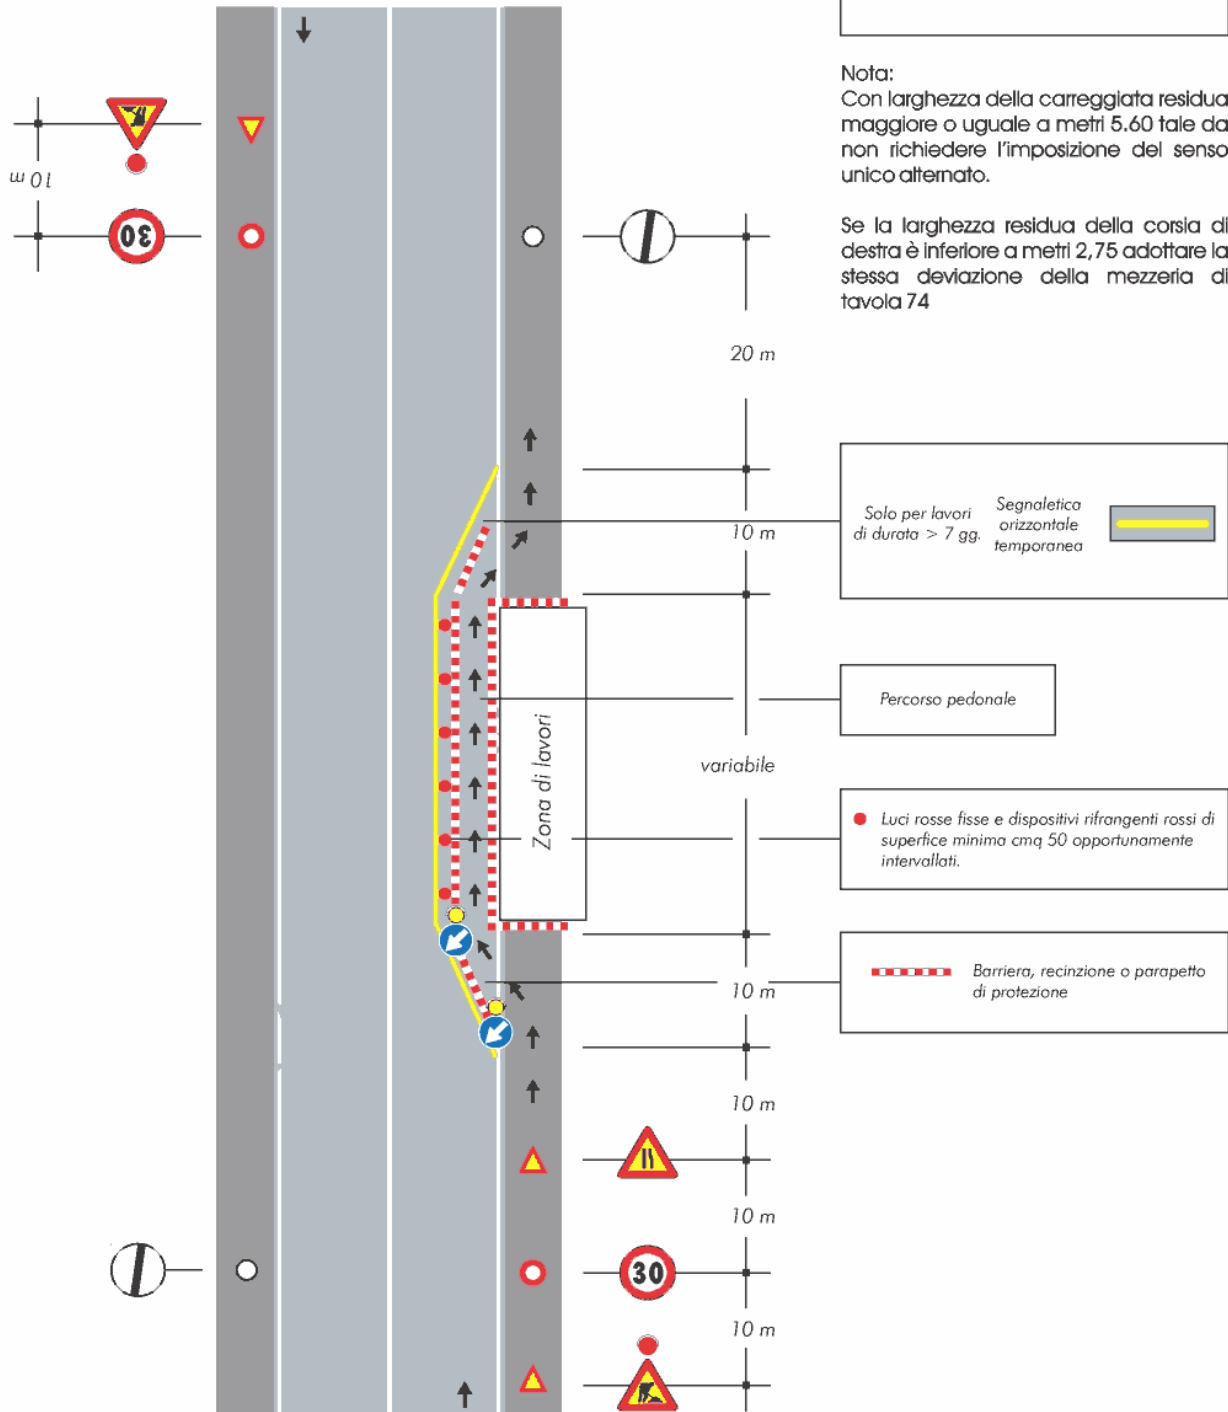 Nota:
Con larghezza della carreggiata residua
maggiore o uguale a metri 5.60 tale da
non richiedere l'imposizione del senso
unico alternato.
Se la larghezza residua della corsia di
destra è inferiore a metri 2,75 adottare la
stessa deviazione della mezzeria di
tavola 74
10 m
30
20 m
10 m
Solo per lavori
di durata > 7 gg.
Segnaletica
orizzontale
temporanea
Percorso pedonale
Zona di lavori
variabile
Luci rosse fisse e dispositivi rifrangenti rossi di
superfice minima cmq 50 opportunamente
intervallati.
Barriera, recinzione o parapetto
di protezione
10 m
10 m
10 m
30
10 m